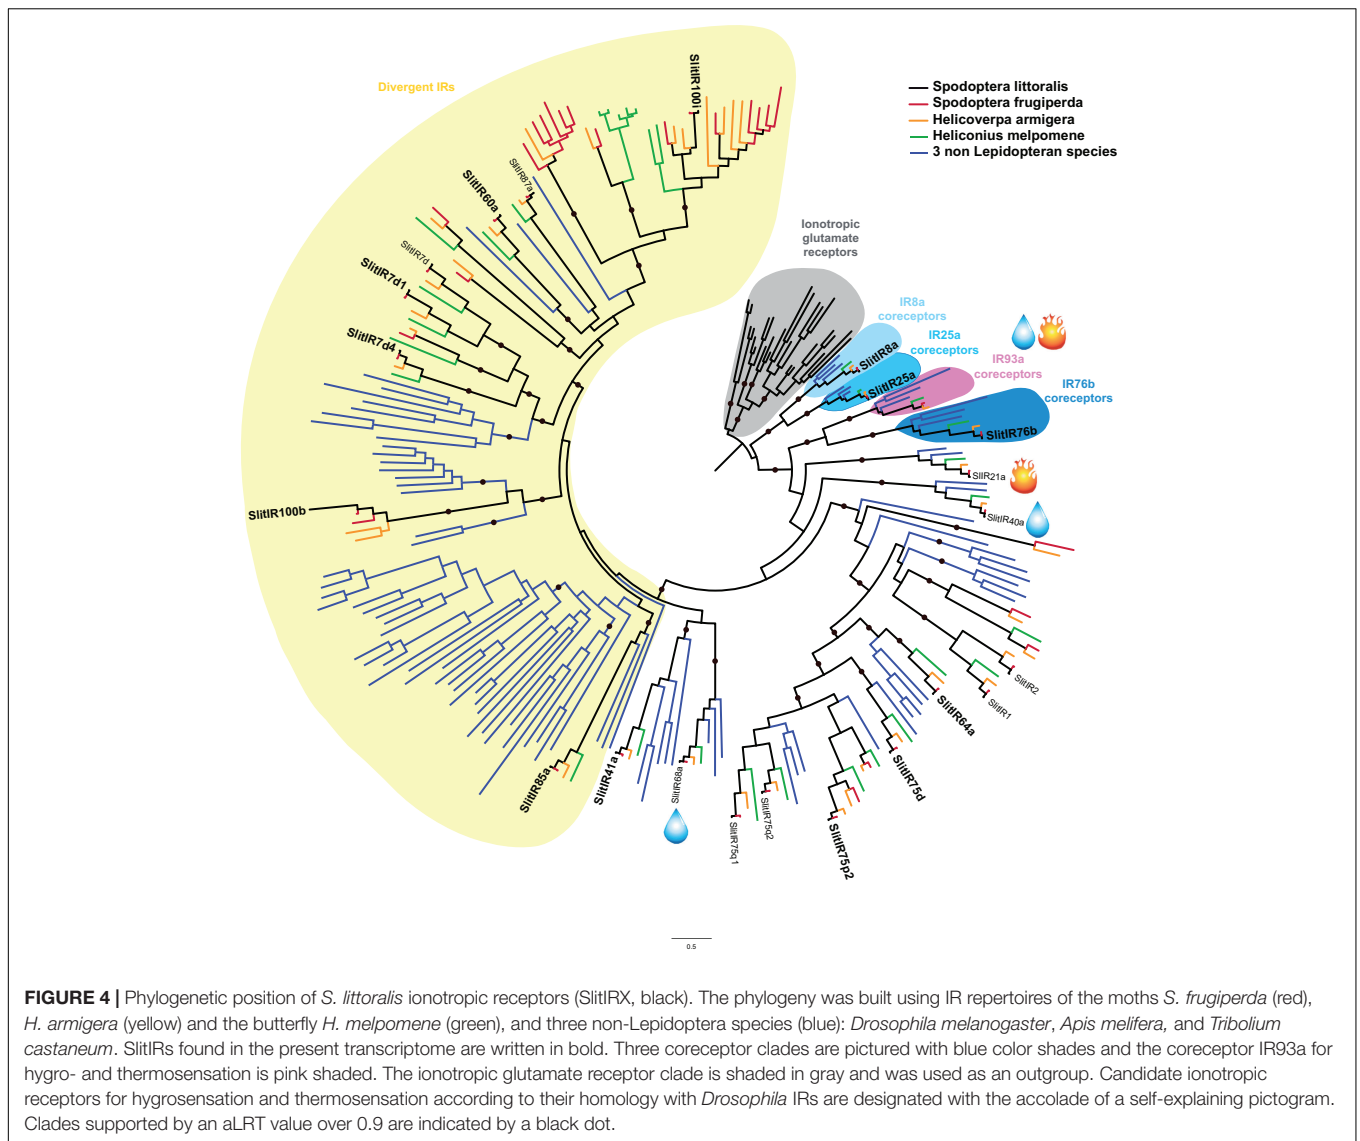 Divergent IRs
SlitIR100i
Spodoptera littoralis
Spodoptera frugiperda
Helicoverpa armigera
Heliconius melpomene
3 non Lepidopteran species
SlitIR87a
SlitIR60a
SlitIR7d
SlitIR7d1
SlitIR7d4
SlitIR100b
Ionotropic
glutamate
receptors
IR8a
coreceptors
SlitIR8a
IR25a
coreceptors
SlitIR25a
IR93a
coreceptors
IR76b
coreceptors
SlitIR76b
SlIR21a
SlitIR40a
SlitIR2
SlitIR1
SlitIR64a
SlitIR75d
SlitIR75p2
SlitIR75q2
SlitIR75q1
SlitIR68a
SlitIR41a
SlitIR85a
0.5
FIGURE 4 | Phylogenetic position of S. littoralis ionotropic receptors (SlitIRX, black). The phylogeny was built using IR repertoires of the moths S. frugiperda (red),
H. armigera (yellow) and the butterfly H. melpomene (green), and three non-Lepidoptera species (blue): Drosophila melanogaster, Apis melifera, and Tribolium
castaneum. SlitIRs found in the present transcriptome are written in bold. Three coreceptor clades are pictured with blue color shades and the coreceptor IR93a for
hygro- and thermosensation is pink shaded. The ionotropic glutamate receptor clade is shaded in gray and was used as an outgroup. Candidate ionotropic
receptors for hygrosensation and thermosensation according to their homology with Drosophila IRs are designated with the accolade of a self-explaining pictogram.
Clades supported by an aLRT value over 0.9 are indicated by a black dot.